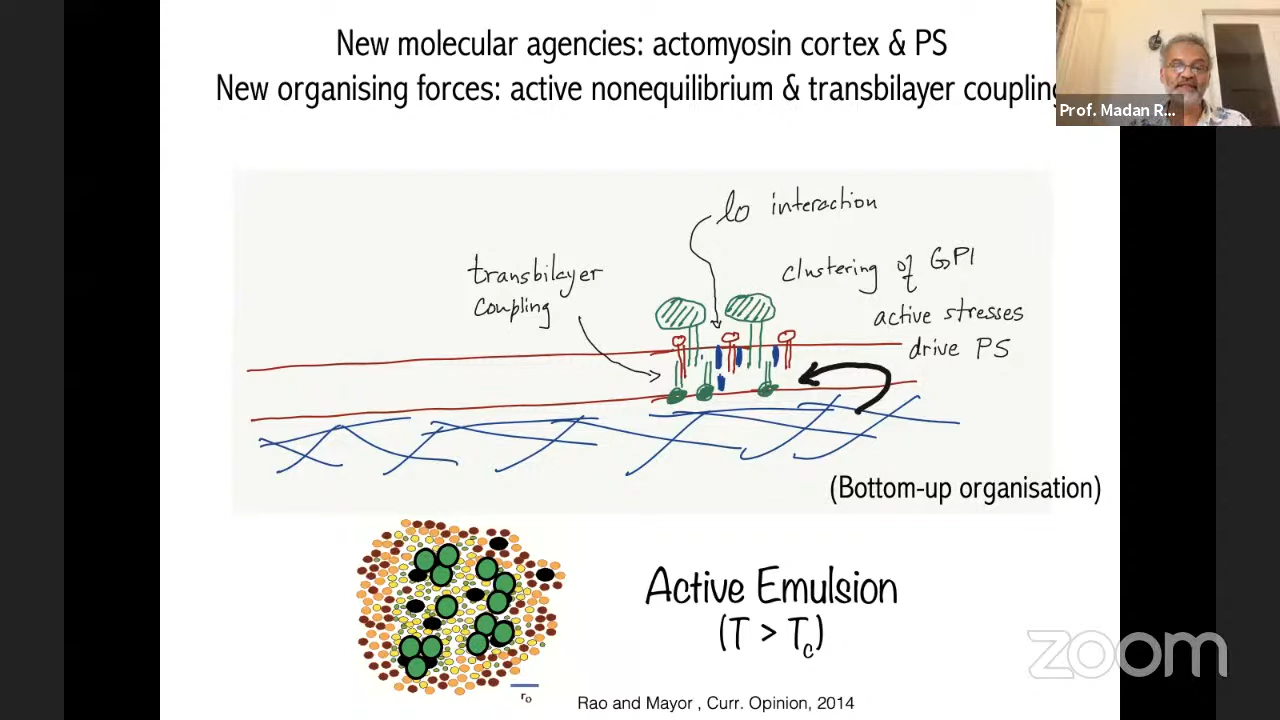 New molecular agencies: actomyosin cortex & PS
New organising forces: active nonequilibrium & transbilayer coupling
Prof. Madan R...
lo interaction
transbilayer
coupling
clustering of GPI
active stresses
drive PS
(Bottom-up organisation)
Active Emulsion
(T > Tc)
r0
Rao and Mayor , Curr. Opinion, 2014
zoom